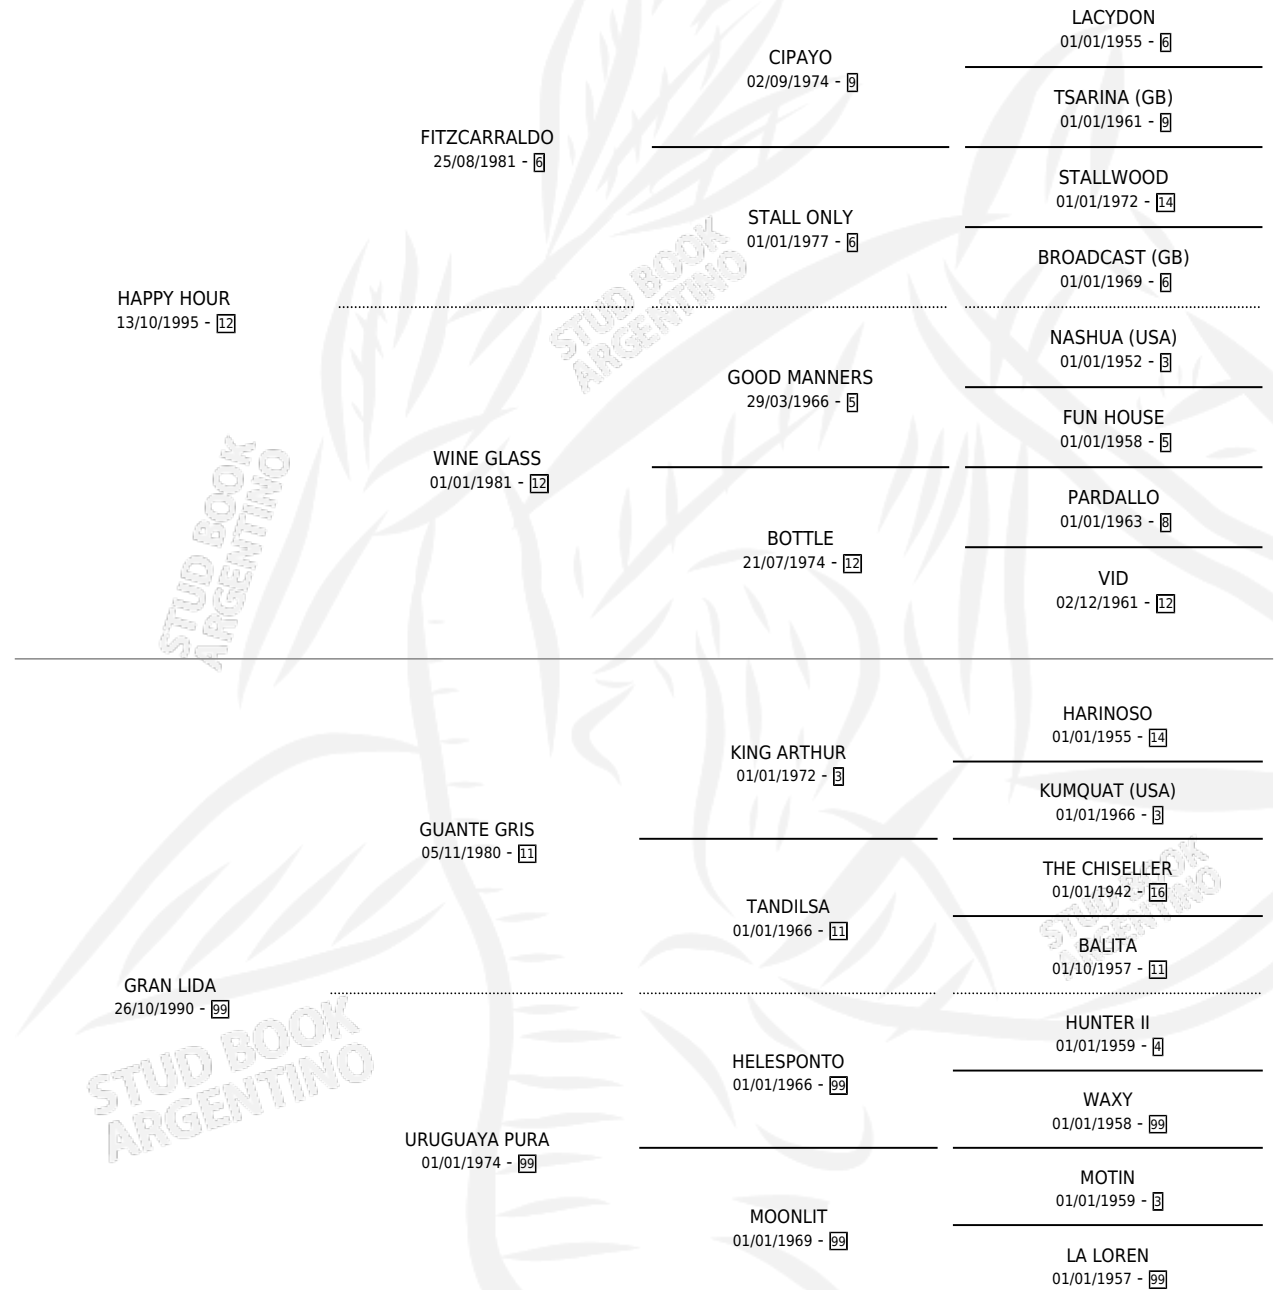 LACYDON
01/01/1955 - 6
CIPAYO
02/09/1974 - 9
TSARINA (GB)
01/01/1961 - 9
FITZCARRALDO
25/08/1981 - 6
STALLWOOD
01/01/1972 - 14
STALL ONLY
01/01/1977 - 6
BROADCAST (GB)
01/01/1969 - 6
HAPPY HOUR
13/10/1995 - 12
NASHUA (USA)
01/01/1952 - 3
GOOD MANNERS
29/03/1966 - 5
FUN HOUSE
01/01/1958 - 5
WINE GLASS
01/01/1981 - 12
PARDALLO
01/01/1963 - 8
BOTTLE
21/07/1974 - 12
VID
02/12/1961 - 12
STUD BOOK
ARGENTINO
STUD BOOK
ARGENTINO
HARINOSO
01/01/1955 - 14
KING ARTHUR
01/01/1972 - 3
KUMQUAT (USA)
01/01/1966 - 3
GUANTE GRIS
05/11/1980 - 11
THE CHISELLER
01/01/1942 - 16
TANDILSA
01/01/1966 - 11
BALITA
01/10/1957 - 11
GRAN LIDA
26/10/1990 - 99
HUNTER II
01/01/1959 - 4
HELESPONTO
01/01/1966 - 99
WAXY
01/01/1958 - 99
URUGUAYA PURA
01/01/1974 - 99
MOTIN
01/01/1959 - 3
MOONLIT
01/01/1969 - 99
LA LOREN
01/01/1957 - 99
STUD BOOK
ARGENTINO
STUD BOOK
ARGENTINO